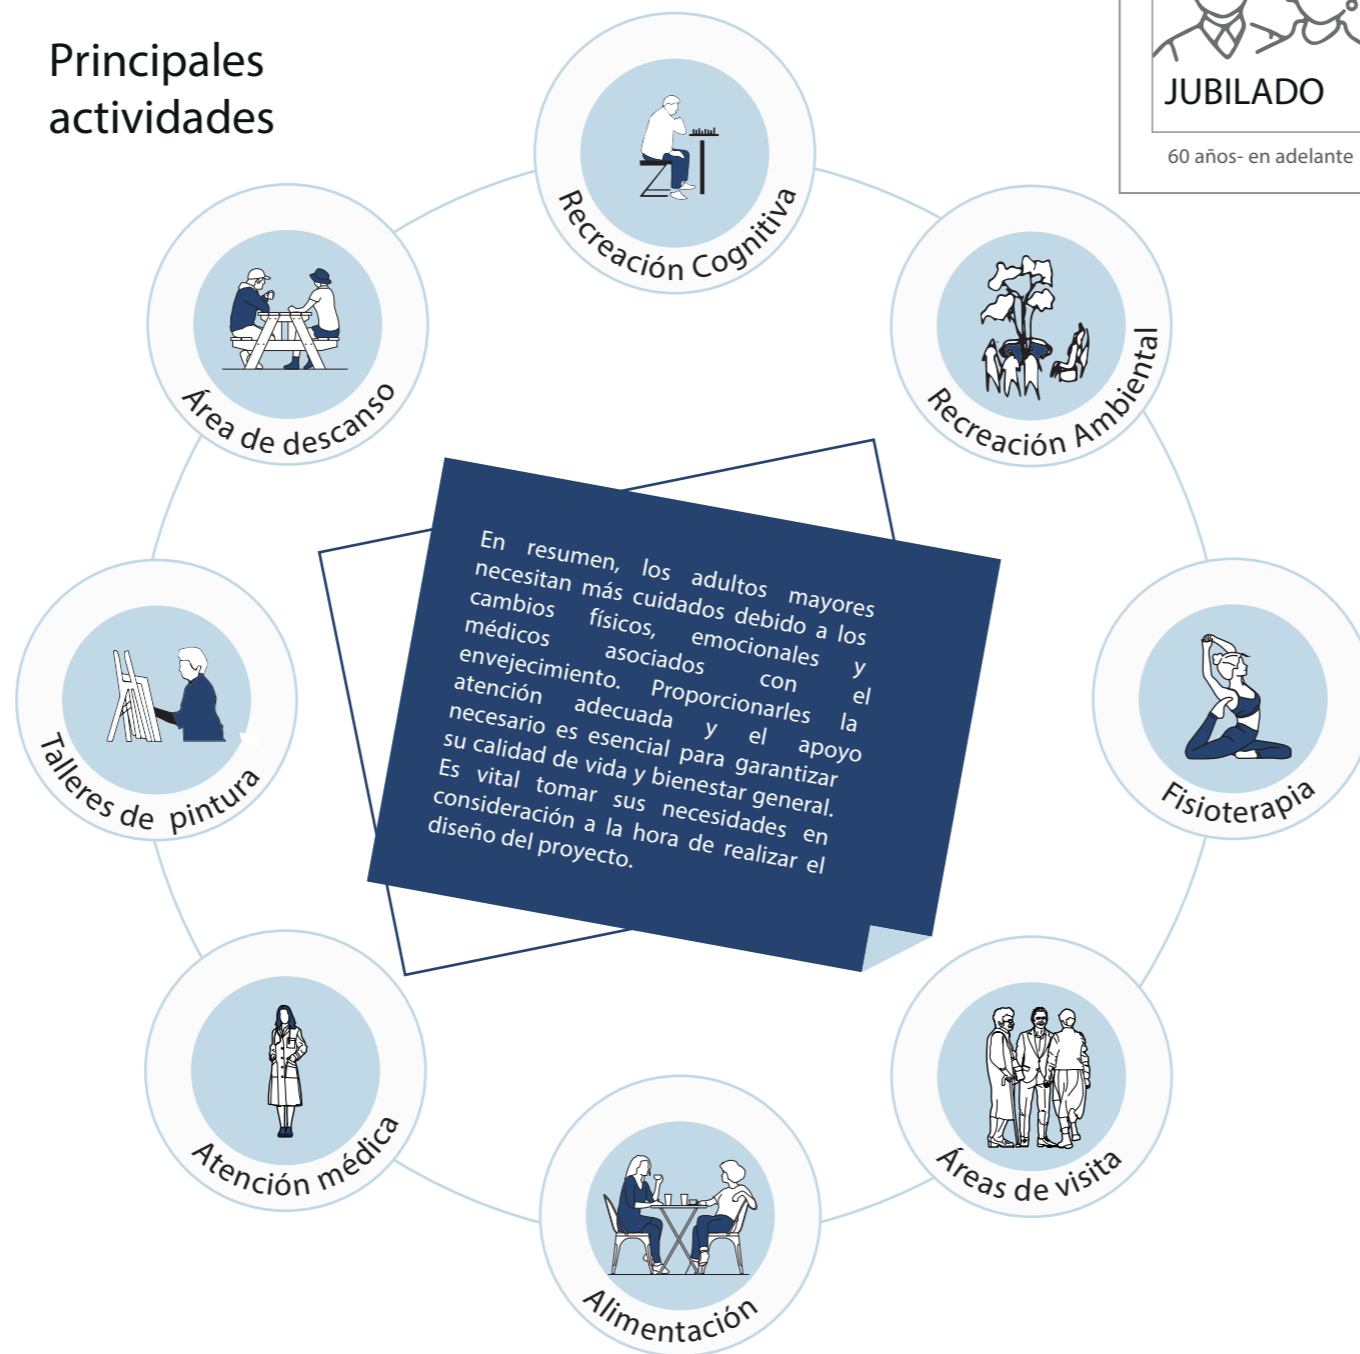 Principales
actividades
JUBILADO
60 años- en adelante
Recreación Cognitiva
Recreación Ambiental
Área de descanso
En resumen, los adultos mayores
necesitan más cuidados debido a los
cambios físicos, emocionales y
médicos asociados con el
envejecimiento. Proporcionarles la
atención adecuada y el apoyo
necesario es esencial para garantizar
su calidad de vida y bienestar general.
Es vital tomar sus necesidades en
consideración a la hora de realizar el
diseño del proyecto.
Talleres de pintura
Fisioterapia
Atención médica
Áreas de visita
Alimentación